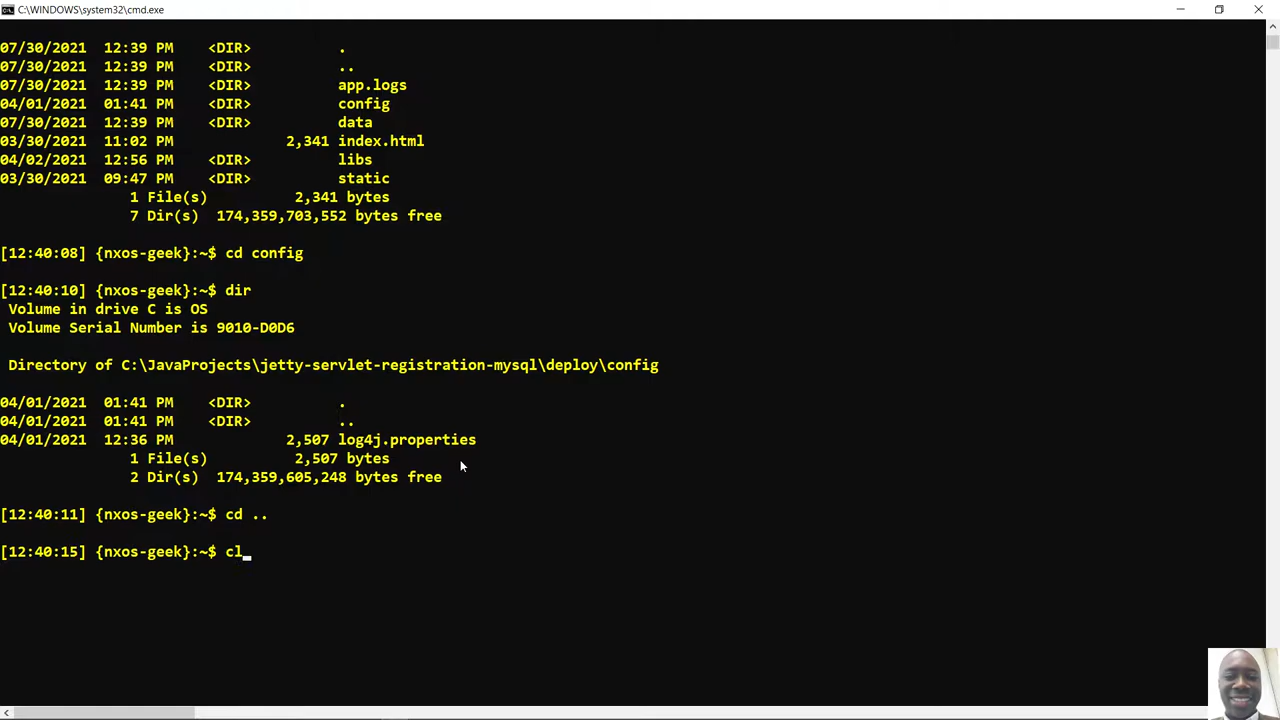 C:\WINDOWS\system32\cmd.exe
07/30/2021  12:39 PM    <DIR>          .
07/30/2021  12:39 PM    <DIR>          ..
07/30/2021  12:39 PM    <DIR>          app.logs
04/01/2021  01:41 PM    <DIR>          config
07/30/2021  12:39 PM    <DIR>          data
03/30/2021  11:02 PM             2,341 index.html
04/02/2021  12:56 PM    <DIR>          libs
03/30/2021  09:47 PM    <DIR>          static
               1 File(s)          2,341 bytes
               7 Dir(s)  174,359,703,552 bytes free
[12:40:08] {nxos-geek}:~$ cd config
[12:40:10] {nxos-geek}:~$ dir
 Volume in drive C is OS
 Volume Serial Number is 9010-D0D6
 Directory of C:\JavaProjects\jetty-servlet-registration-mysql\deploy\config
04/01/2021  01:41 PM    <DIR>          .
04/01/2021  01:41 PM    <DIR>          ..
04/01/2021  12:36 PM             2,507 log4j.properties
               1 File(s)          2,507 bytes
               2 Dir(s)  174,359,605,248 bytes free
[12:40:11] {nxos-geek}:~$ cd ..
[12:40:15] {nxos-geek}:~$ cl